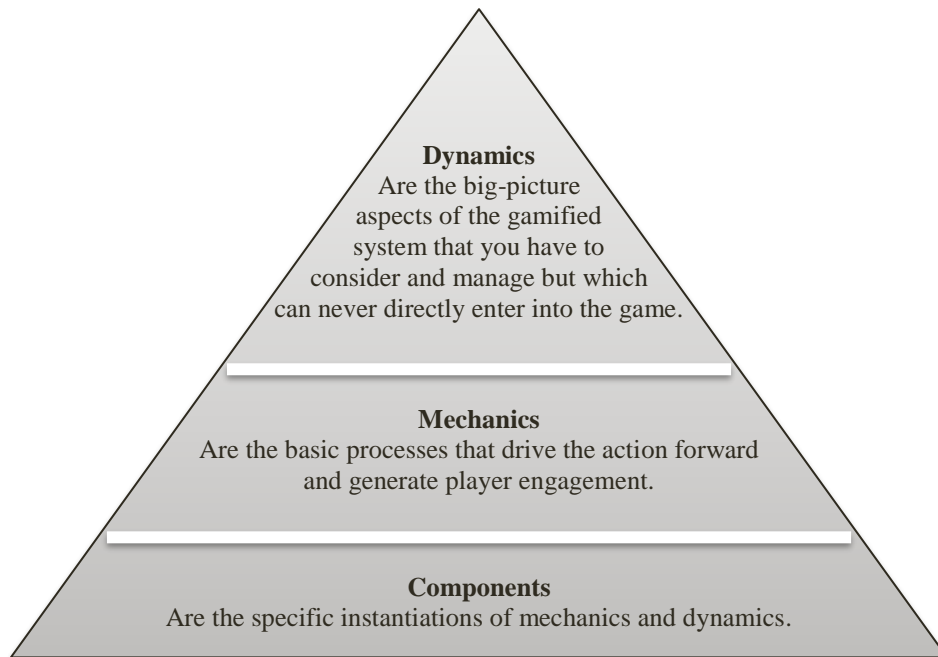 Dynamics
Are the big-picture
aspects of the gamified
system that you have to
consider and manage but which
can never directly enter into the game.
Mechanics
Are the basic processes that drive the action forward
and generate player engagement.
Components
Are the specific instantiations of mechanics and dynamics.